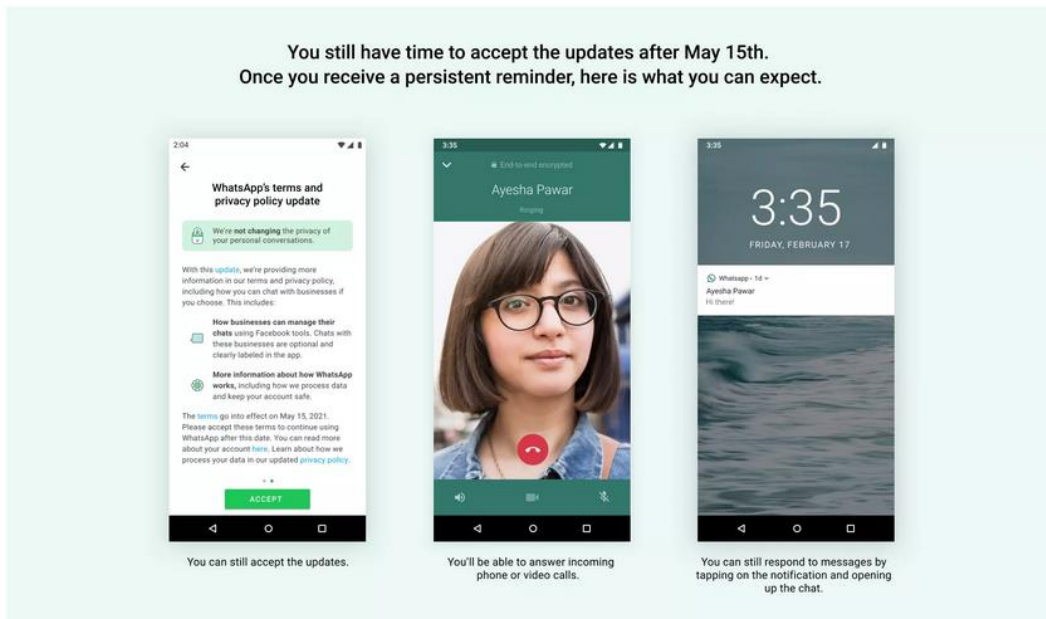 You still have time to accept the updates after May 15th.
Once you receive a persistent reminder, here is what you can expect.
2:04
WhatsApp's terms and
privacy policy update
We're not changing the privacy of
your personal conversations.
With this update, we're providing more
information in our terms and privacy policy,
including how you can chat with businesses if
you choose. This includes:
How businesses can manage their
chats using Facebook tools. Chats with
these businesses are optional and
clearly labeled in the app.
More information about how WhatsApp
works, including how we process data
and keep your account safe.
The terms go into effect on May 15, 2021.
Please accept these terms to continue using
WhatsApp after this date. You can read more
about your account here. Learn about how we
process your data in our updated privacy policy.
ACCEPT
You can still accept the updates.
3:35
End-to-end encrypted
Ayesha Pawar
Ringing
You'll be able to answer incoming
phone or video calls.
3:35
3:35
FRIDAY, FEBRUARY 17
Whatsapp • 1d
Ayesha Pawar
Hi there!
You can still respond to messages by
tapping on the notification and opening
up the chat.